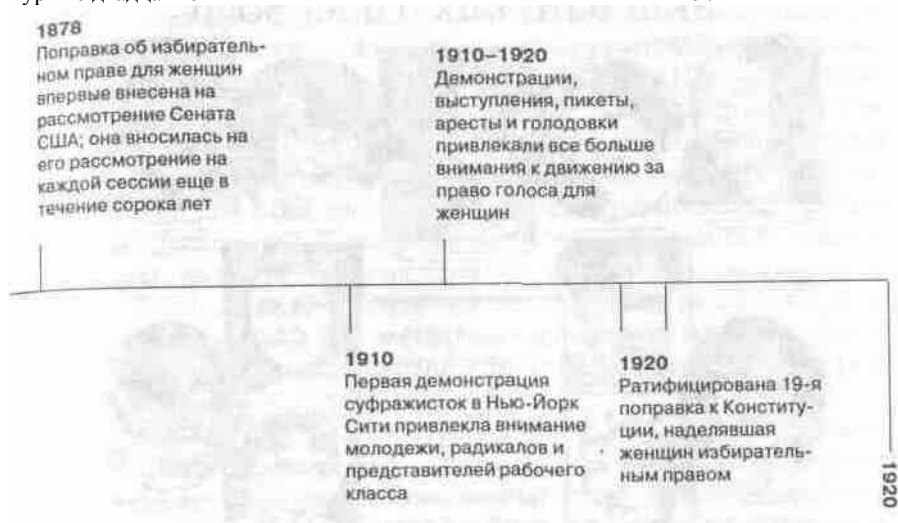 1878
Поправка об избиратель-
ном праве для женщин
впервые внесена на
рассмотрение Сената
США; она вносилась на
его рассмотрение на
каждой сессии еще в
течение сорока лет
1910–1920
Демонстрации,
выступления, пикеты,
аресты и голодовки
привлекали все больше
внимания к движению за
право голоса для
женщин
1910
Первая демонстрация
суфражисток в Нью-Йорк
Сити привлекла внимание
молодежи, радикалов и
представителей рабочего
класса
1920
Ратифицирована 19-я
поправка к Конститу-
ции, наделявшая
женщин избиратель-
ным правом
1920